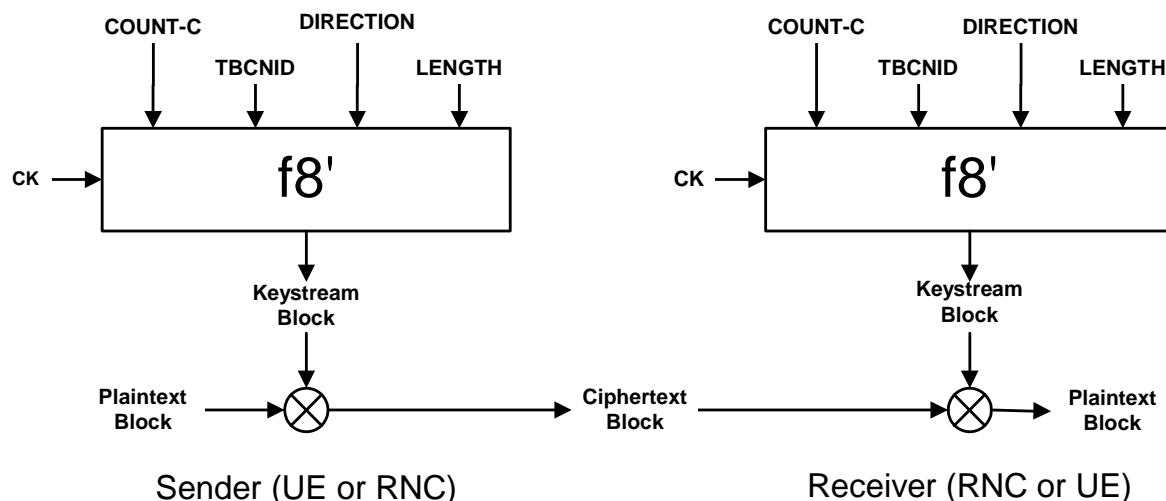 COUNT-C
DIRECTION
TBCNID
LENGTH
CK
f8'
Keystream
Block
Plaintext
Block
Sender (UE or RNC)
Ciphertext
Block
COUNT-C
DIRECTION
TBCNID
LENGTH
CK
f8'
Keystream
Block
Plaintext
Block
Receiver (RNC or UE)